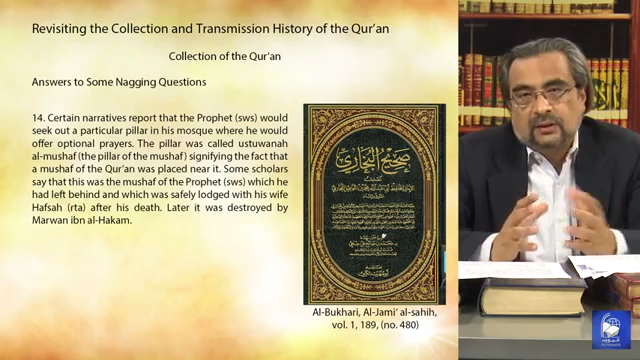 Revisiting the Collection and Transmission History of the Qur'an
Collection of the Qur'an
Answers to Some Nagging Questions
14. Certain narratives report that the Prophet (sws) would
seek out a particular pillar in his mosque where he would
offer optional prayers. The pillar was called ustuwanah
al-mushaf (the pillar of the mushaf) signifying the fact that
a mushaf of the Qur'an was placed near it. Some scholars
say that this was the mushaf of the Prophet (sws) which he
had left behind and which was safely lodged with his wife
Hafsah (rta) after his death. Later it was destroyed by
Marwan ibn al-Hakam.
صحيح البخاري
Al-Bukhari, Al-Jami' al-sahih,
vol. 1, 189, (no. 480)